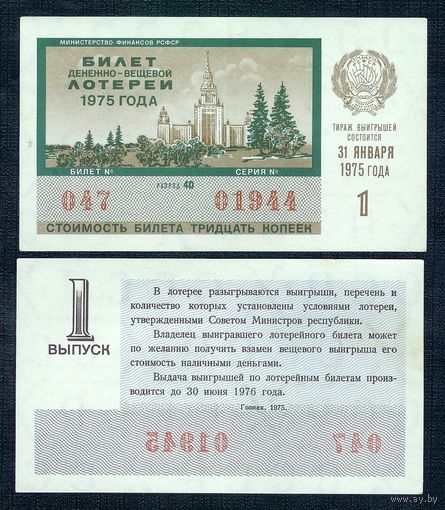 МИНИСТЕРСТВО ФИНАНСОВ РСФСР
БИЛЕТ
ДЕНЕЖНО-ВЕЩЕВОЙ
ЛОТЕРЕИ
1975 ГОДА
БИЛЕТ № РАЗРЯД 40 СЕРИЯ №
047 01944
СТОИМОСТЬ БИЛЕТА ТРИДЦАТЬ КОПЕЕК
ТИРАЖ ВЫИГРЫШЕЙ
СОСТОИТСЯ
31 ЯНВАРЯ
1975 ГОДА
1
1
ВЫПУСК
В лотерее разыгрываются выигрыши, перечень и
количество которых установлены условиями лотереи,
утвержденными Советом Министров республики.
Владелец выигравшего лотерейного билета может
по желанию получить взамен вещевого выигрыша его
стоимость наличными деньгами.
Выдача выигрышей по лотерейным билетам произ-
водится до 30 июня 1976 года.
Гознак. 1975.
01945 047
www.ay.by